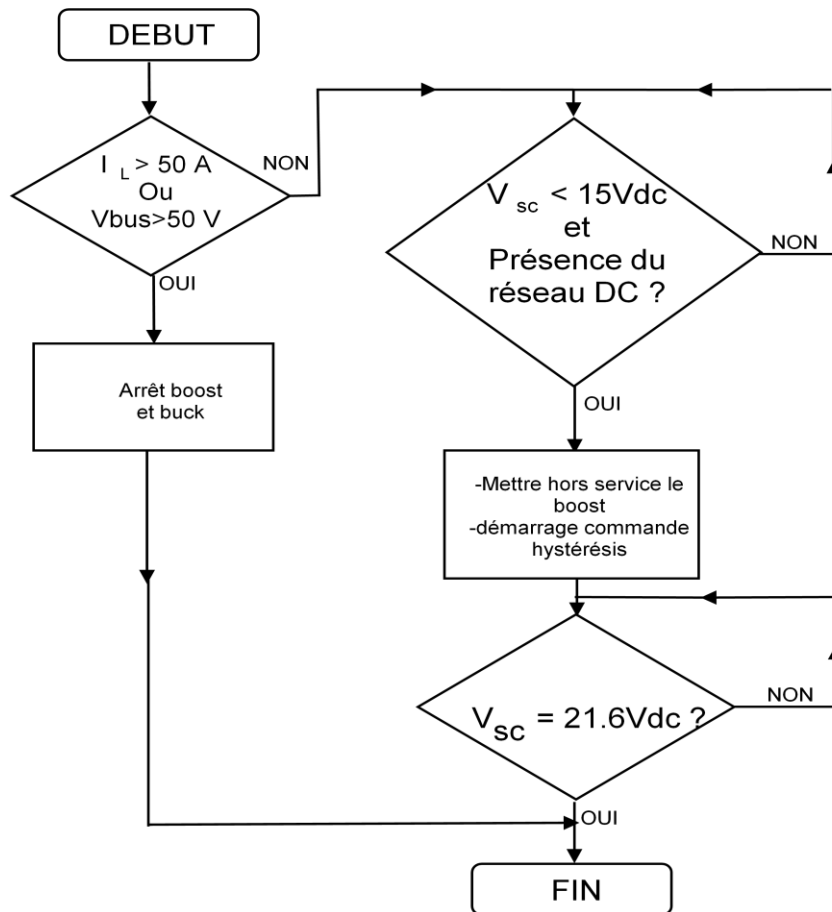 DEBUT
I L > 50 A
Ou
Vbus>50 V
NON
OUI
Arrêt boost
et buck
V sc < 15Vdc
et
Présence du
réseau DC ?
NON
OUI
-Mettre hors service le
boost
-démarrage commande
hystérésis
V sc = 21.6Vdc ?
NON
OUI
FIN